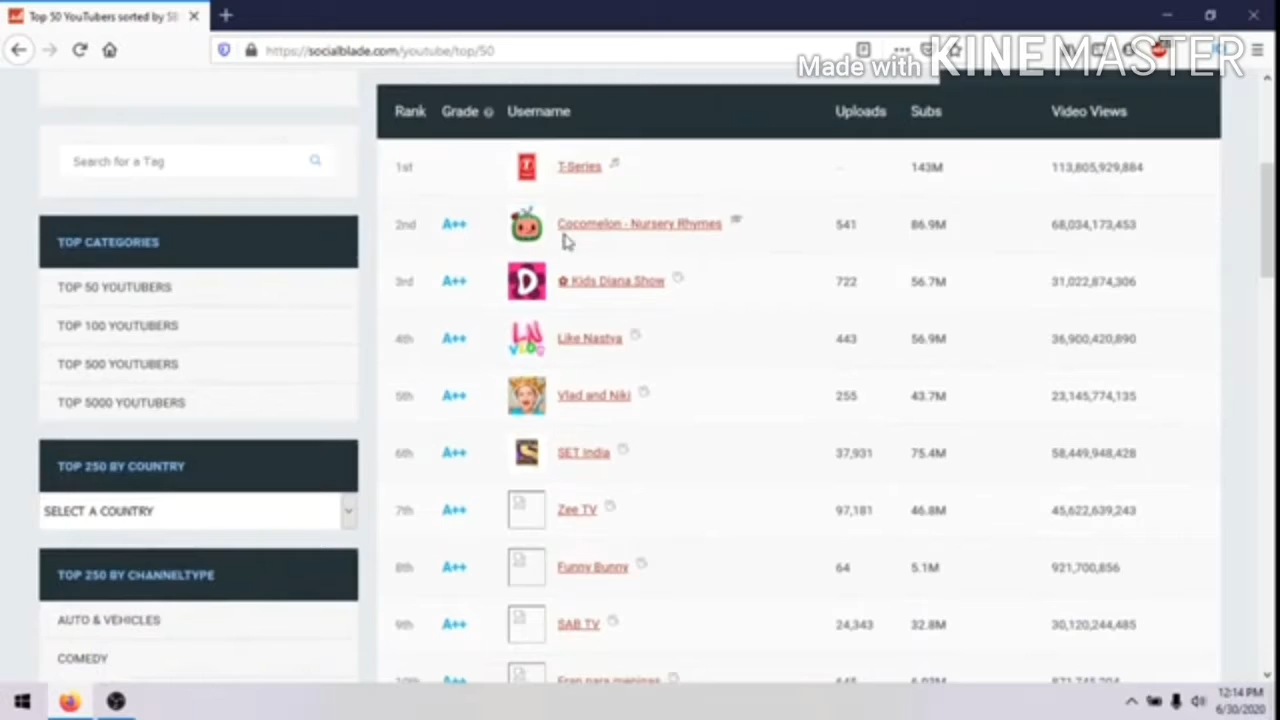 Top 50 YouTubers sorted by SB
https://socialblade.com/youtube/top/50
Made with KINEMASTER
Rank Grade Username Uploads Subs Video Views
Search for a Tag
1st T-Series 143M 113,805,929,884
2nd A++ Cocomelon - Nursery Rhymes 541 86.9M 68,034,173,453
TOP CATEGORIES
3rd A++ Kids Diana Show 722 56.7M 31,022,874,306
TOP 50 YOUTUBERS
TOP 100 YOUTUBERS
4th A++ Like Nastya 443 56.9M 36,900,420,890
TOP 500 YOUTUBERS
5th A++ Vlad and Niki 255 43.7M 23,145,774,135
TOP 5000 YOUTUBERS
6th A++ SET India 37,931 75.4M 58,449,948,428
TOP 250 BY COUNTRY
SELECT A COUNTRY
7th A++ Zee TV 97,181 46.8M 45,622,639,243
8th A++ Funny Bunny 64 5.1M 921,700,856
TOP 250 BY CHANNELTYPE
AUTO & VEHICLES
9th A++ SAB TV 24,343 32.8M 30,120,244,485
COMEDY
12:14 PM
6/30/2020